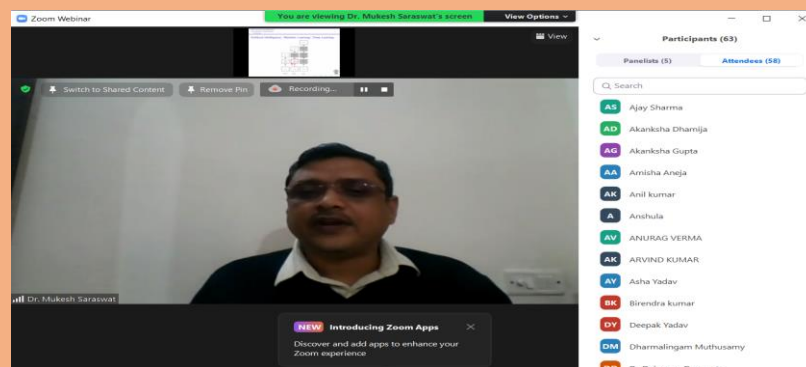 Zoom Webinar
You are viewing Dr. Mukesh Saraswat's screen
View Options
View
Switch to Shared Content
Remove Pin
Recording...
Dr. Mukesh Saraswat
NEW Introducing Zoom Apps
Discover and add apps to enhance your
Zoom experience
Participants (63)
Panelists (5)
Attendees (58)
Search
AS Ajay Sharma
AD Akanksha Dhamija
AG Akanksha Gupta
AA Amisha Aneja
AK Anil kumar
A Anshula
AV ANURAG VERMA
AK ARVIND KUMAR
AY Asha Yadav
BK Birendra kumar
DY Deepak Yadav
DM Dharmalingam Muthusamy